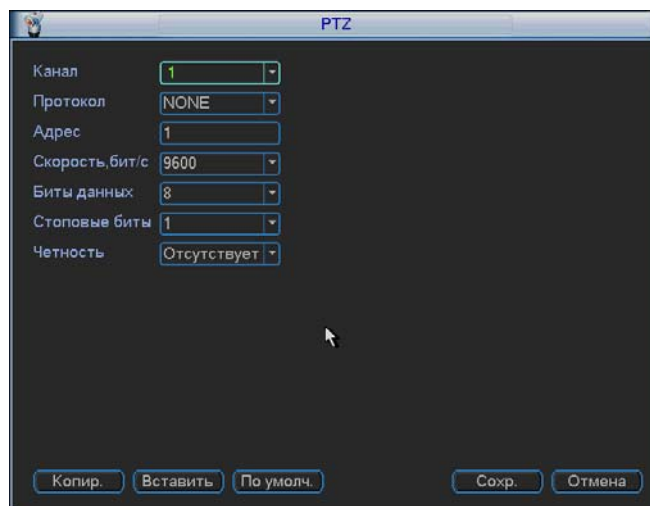 PTZ
Канал 1
Протокол NONE
Адрес 1
Скорость,бит/с 9600
Биты данных 8
Стоповые биты 1
Четность Отсутствует
Копир. Вставить По умолч. Сохр. Отмена